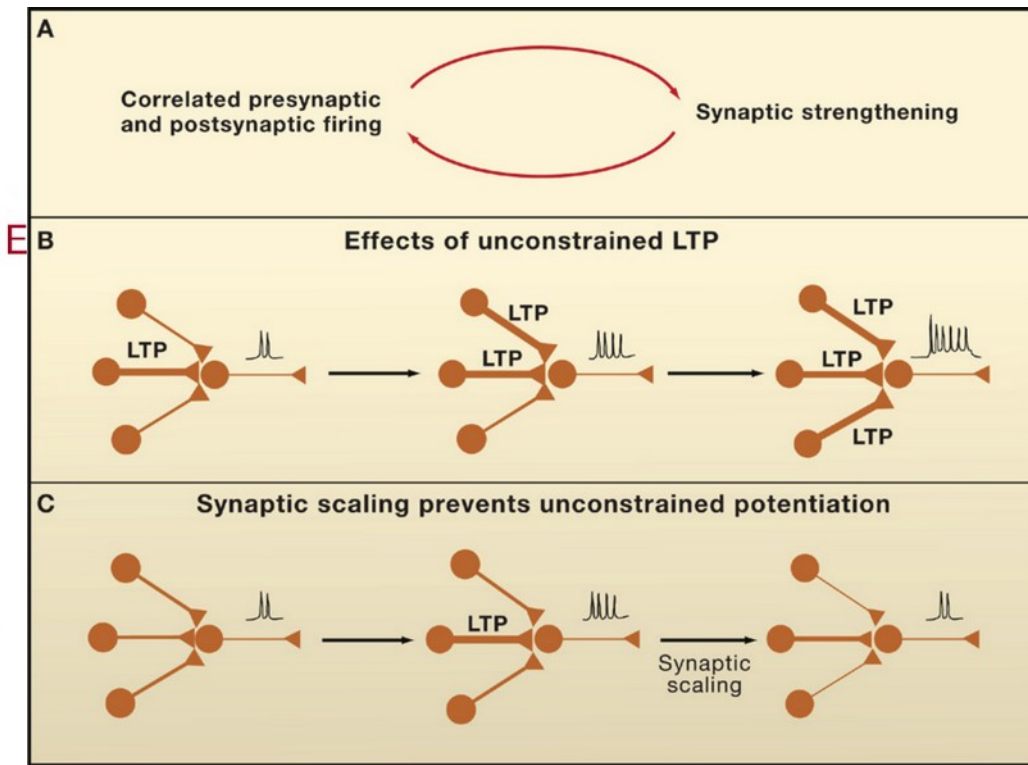 A
Correlated presynaptic
and postsynaptic firing
Synaptic strengthening
E
B
Effects of unconstrained LTP
LTP
LTP
LTP
LTP
LTP
LTP
C
Synaptic scaling prevents unconstrained potentiation
LTP
Synaptic
scaling